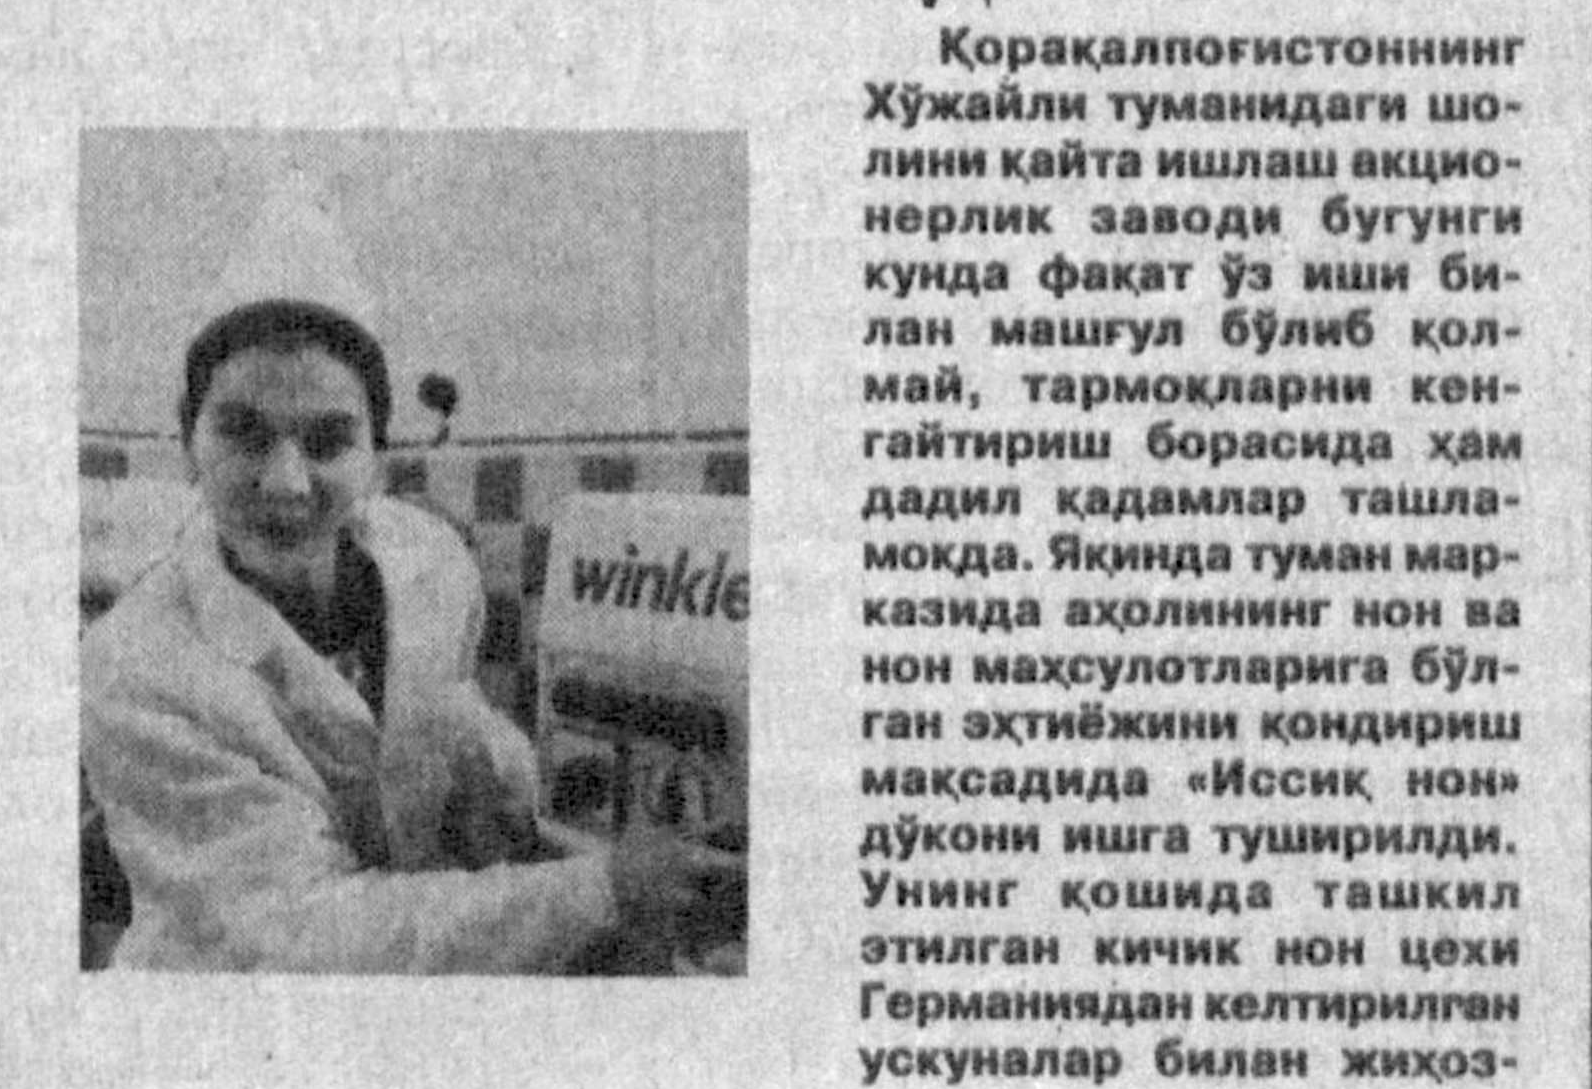 Қорақалпоғистоннинг
Хўжайли туманидаги шо-
лини қайта ишлаш акцио-
нерлик заводи бугунги
кунда фақат ўз иши би-
лан машғул бўлиб қол-
май, тармоқларни кен-
гайтириш борасида ҳам
дадил қадамлар ташла-
моқда. Яқинда туман мар-
казида аҳолининг нон ва
нон маҳсулотларига бўл-
ган эҳтиёжини қондириш
мақсадида «Иссиқ нон»
дўкони ишга туширилди.
Унинг қошида ташкил
этилган кичик нон цехи
Германиядан келтирилган
ускуналар билан жиҳоз-
winkle